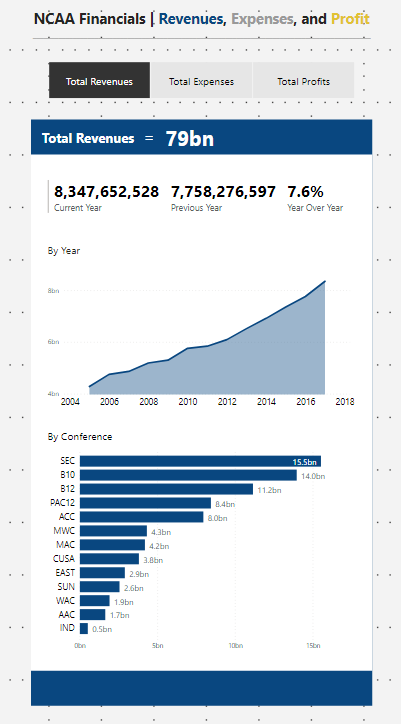 NCAA Financials | Revenues, Expenses, and Profit
Total Revenues Total Expenses Total Profits
Total Revenues = 79bn
8,347,652,528 7,758,276,597 7.6%
Current Year Previous Year Year Over Year
By Year
8bn
6bn
4bn
2004 2006 2008 2010 2012 2014 2016 2018
By Conference
SEC 15.5bn
B10 14.0bn
B12 11.2bn
PAC12 8.4bn
ACC 8.0bn
MWC 4.3bn
MAC 4.2bn
CUSA 3.8bn
EAST 2.9bn
SUN 2.6bn
WAC 1.9bn
AAC 1.7bn
IND 0.5bn
0bn 5bn 10bn 15bn